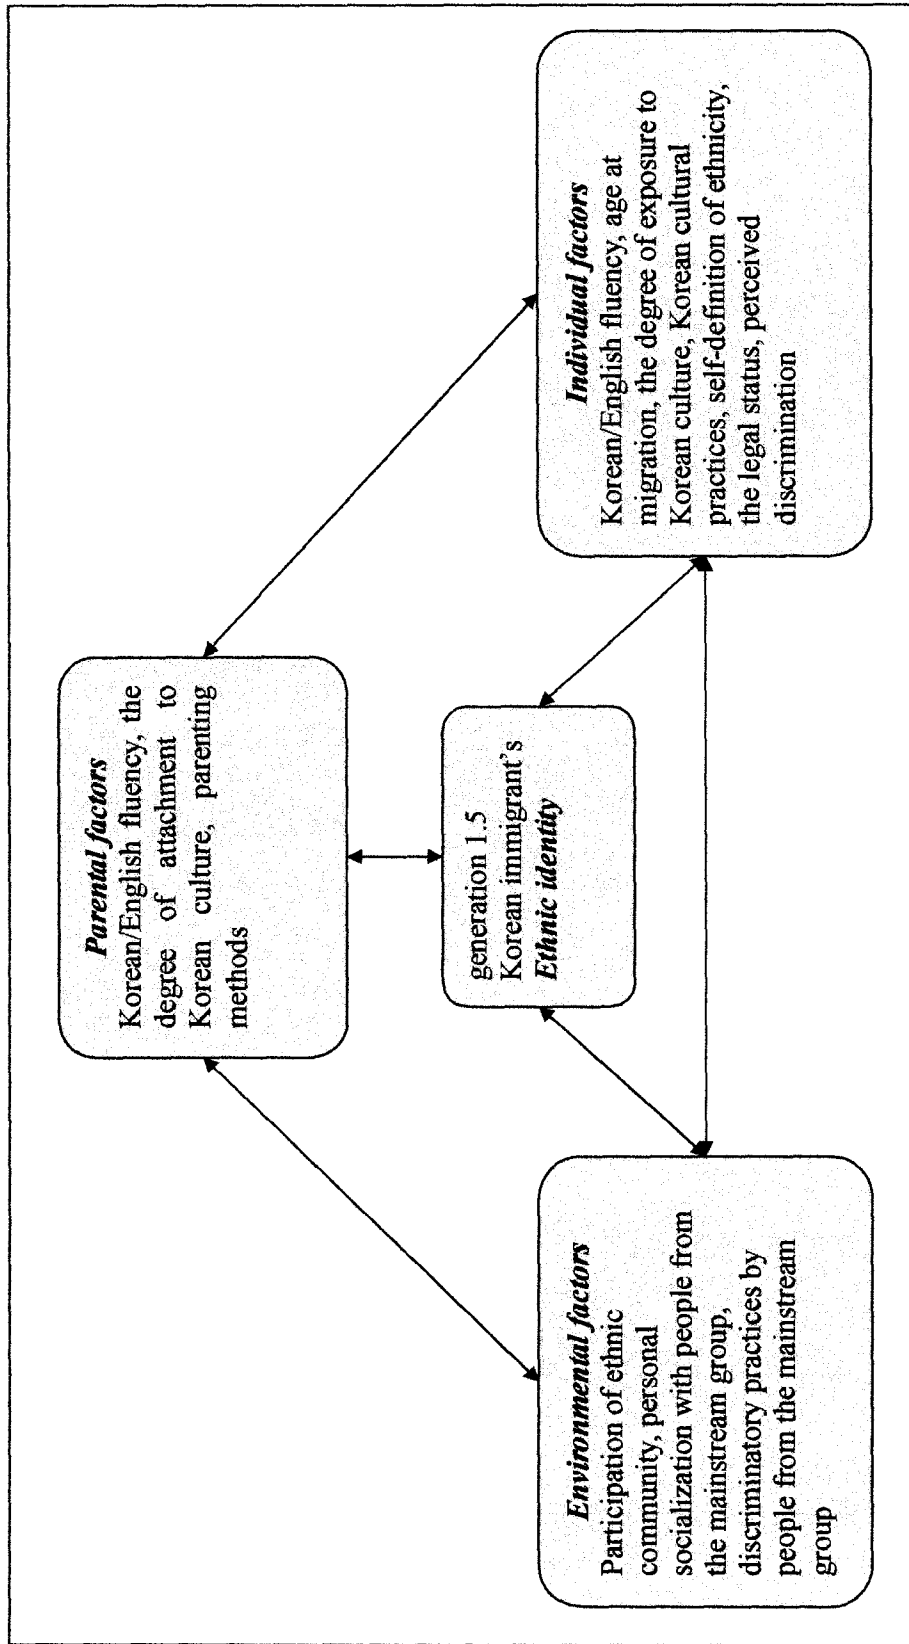 Parental factors
Korean/English fluency, the
degree of attachment to
Korean culture, parenting
methods
generation 1.5
Korean immigrant's
Ethnic identity
Environmental factors
Participation of ethnic
community, personal
socialization with people from
the mainstream group,
discriminatory practices by
people from the mainstream
group
Individual factors
Korean/English fluency, age at
migration, the degree of exposure to
Korean culture, Korean cultural
practices, self-definition of ethnicity,
the legal status, perceived
discrimination